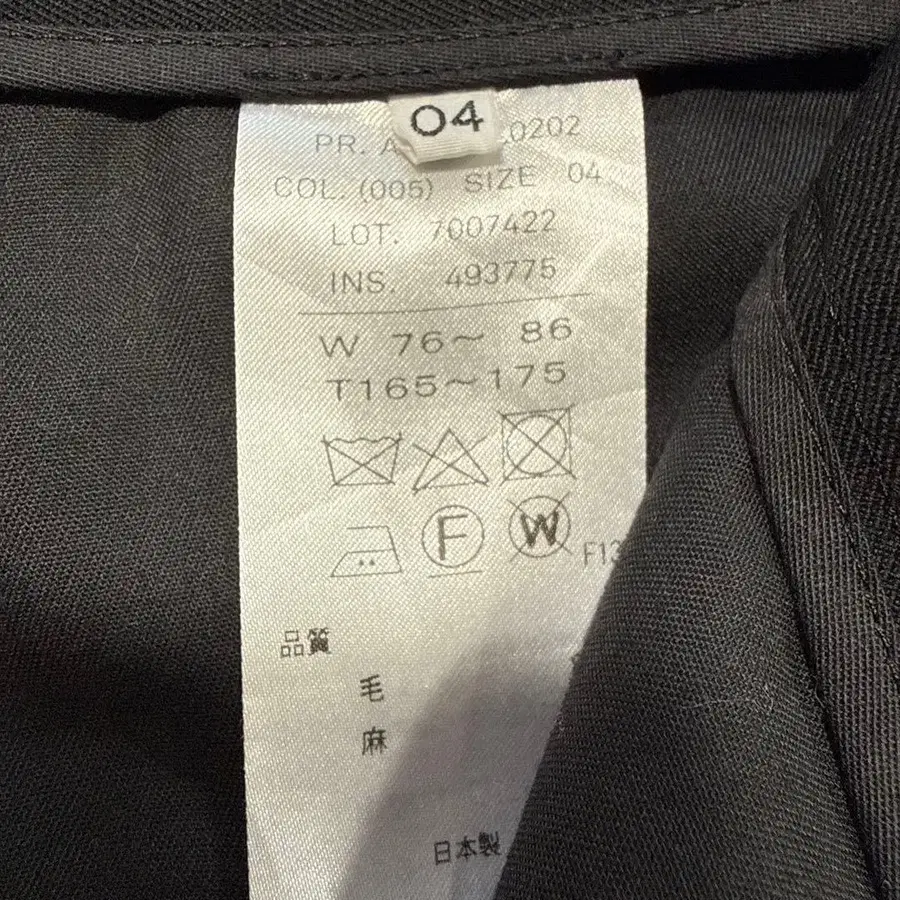 04
PR. A 0202
COL. (005) SIZE 04
LOT. 7007422
INS. 493775
W 76〜 86
T165〜175
F
W
F13
品質
毛
麻
日本製